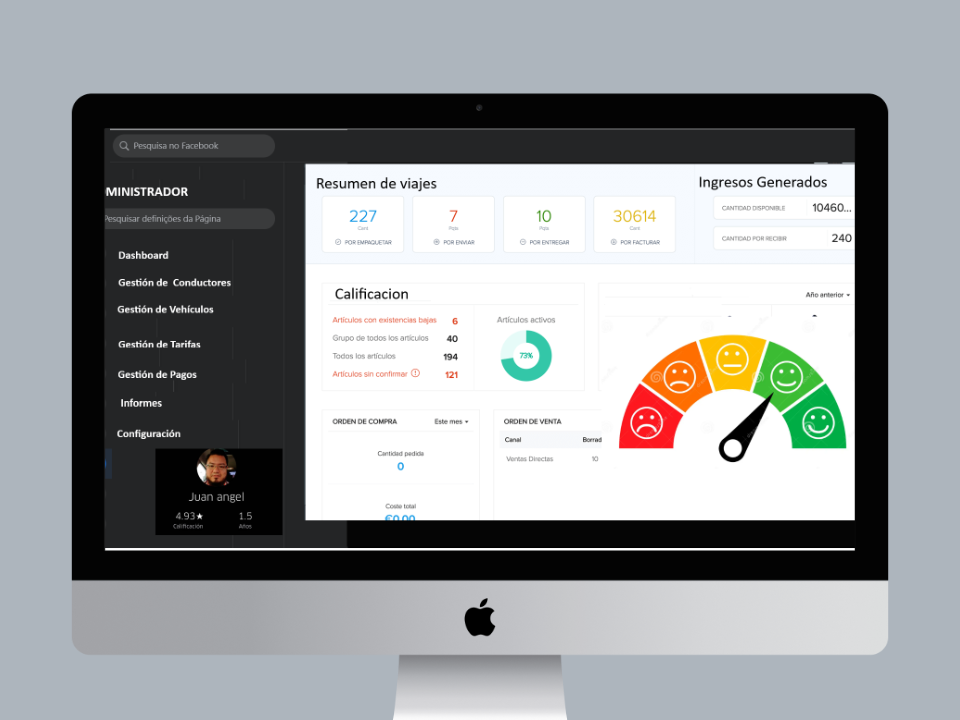 Pesquisa no Facebook
MINISTRADOR
Pesquisar definições da Página
Dashboard
Gestión de Conductores
Gestión de Vehículos
Gestión de Tarifas
Gestión de Pagos
Informes
Configuración
Juan angel
4.93★ 1.5
Calificación Años
Resumen de viajes
227 7 10 30614
Cant Pqts Pqts Cant
POR EMPAQUETAR POR ENVIAR POR ENTREGAR POR FACTURAR
Ingresos Generados
CANTIDAD DISPONIBLE 10460...
CANTIDAD POR RECIBIR 240
Calificacion
Artículos con existencias bajas 6
Grupo de todos los artículos 40
Todos los artículos 194
Artículos sin confirmar 121
Artículos activos
73%
Año anterior
ORDEN DE COMPRA Este mes
Cantidad pedida
0
Coste total
€0,00
ORDEN DE VENTA
Canal Borrad
Ventas Directas 10